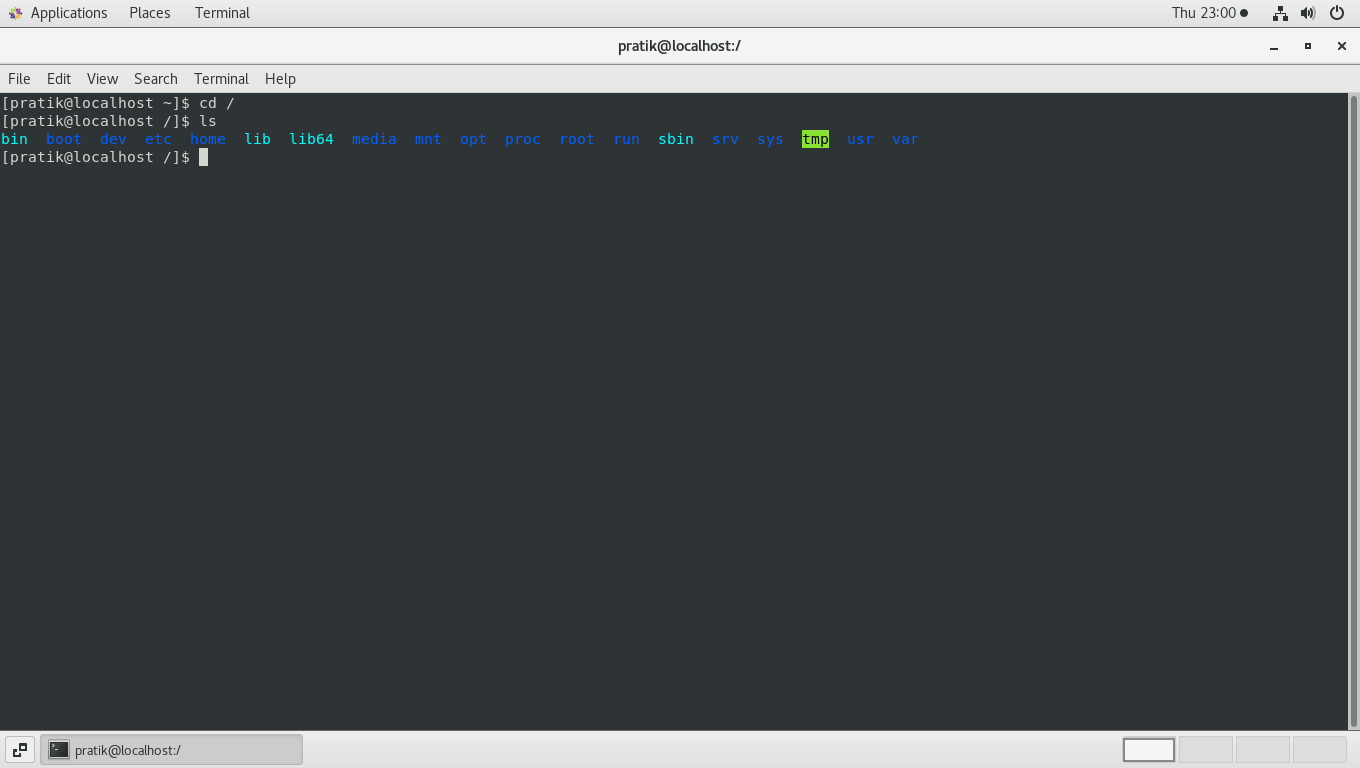 Applications Places Terminal Thu 23:00
pratik@localhost:/
File Edit View Search Terminal Help
[pratik@localhost ~]$ cd /
[pratik@localhost /]$ ls
bin boot dev etc home lib lib64 media mnt opt proc root run sbin srv sys tmp usr var
[pratik@localhost /]$
pratik@localhost:/